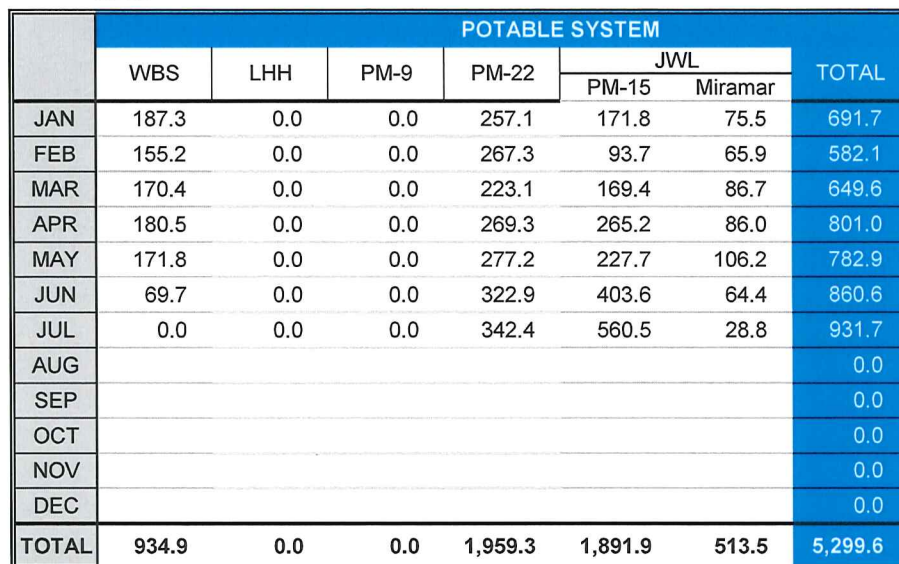 POTABLE SYSTEM
WBS LHH PM-9 PM-22 JWL TOTAL
PM-15 Miramar
JAN 187.3 0.0 0.0 257.1 171.8 75.5 691.7
FEB 155.2 0.0 0.0 267.3 93.7 65.9 582.1
MAR 170.4 0.0 0.0 223.1 169.4 86.7 649.6
APR 180.5 0.0 0.0 269.3 265.2 86.0 801.0
MAY 171.8 0.0 0.0 277.2 227.7 106.2 782.9
JUN 69.7 0.0 0.0 322.9 403.6 64.4 860.6
JUL 0.0 0.0 0.0 342.4 560.5 28.8 931.7
AUG 0.0
SEP 0.0
OCT 0.0
NOV 0.0
DEC 0.0
TOTAL 934.9 0.0 0.0 1,959.3 1,891.9 513.5 5,299.6